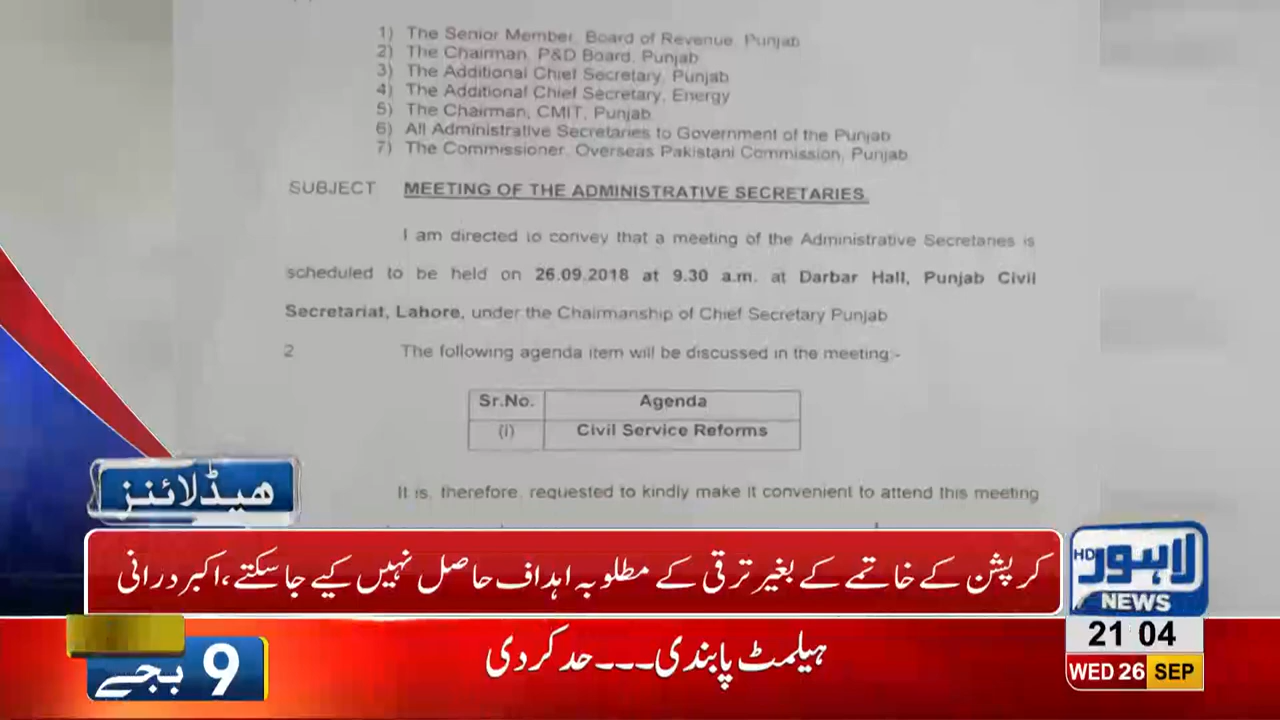 1) The Senior Member, Board of Revenue, Punjab
2) The Chairman, P&D Board, Punjab
3) The Additional Chief Secretary, Punjab
4) The Additional Chief Secretary, Energy
5) The Chairman, CMIT, Punjab
6) All Administrative Secretaries to Government of the Punjab
7) The Commissioner, Overseas Pakistani Commission, Punjab
SUBJECT MEETING OF THE ADMINISTRATIVE SECRETARIES.
I am directed to convey that a meeting of the Administrative Secretaries is
scheduled to be held on 26.09.2018 at 9.30 a.m. at Darbar Hall, Punjab Civil
Secretariat, Lahore, under the Chairmanship of Chief Secretary Punjab
2 The following agenda item will be discussed in the meeting:-
Sr.No. Agenda
(i) Civil Service Reforms
It is, therefore, requested to kindly make it convenient to attend this meeting
ھیڈلائنز
کرپشن کے خاتمے کے بغیر ترقی کے مطلوبہ اہداف حاصل نہیں کیے جا سکتے، اکبر درانی
HD لاہور
NEWS
21 04
WED 26 SEP
ہیلمٹ پابندی۔۔۔حد کر دی
9 بجے